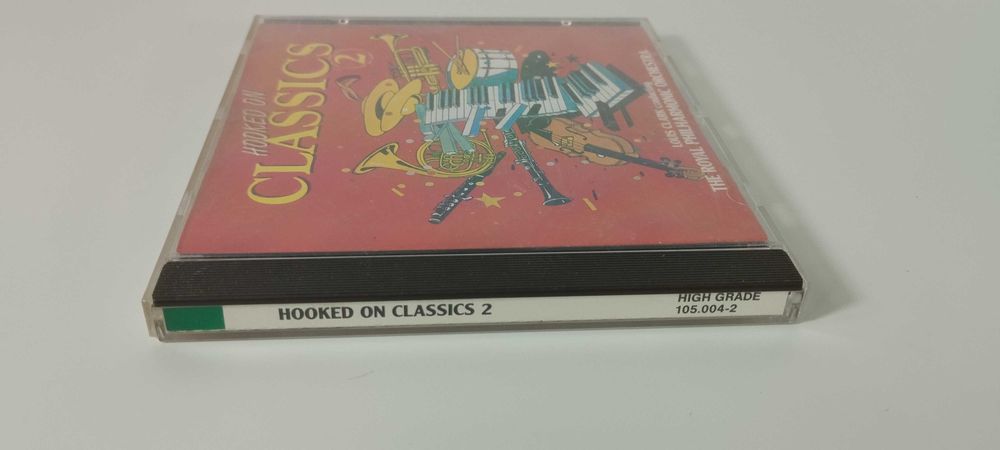 HOOKED ON
CLASSICS
2
LOUIS CLARK CONDUCTING
THE ROYAL PHILHARMONIC ORCHESTRA
HOOKED ON CLASSICS 2
HIGH GRADE
105.004-2